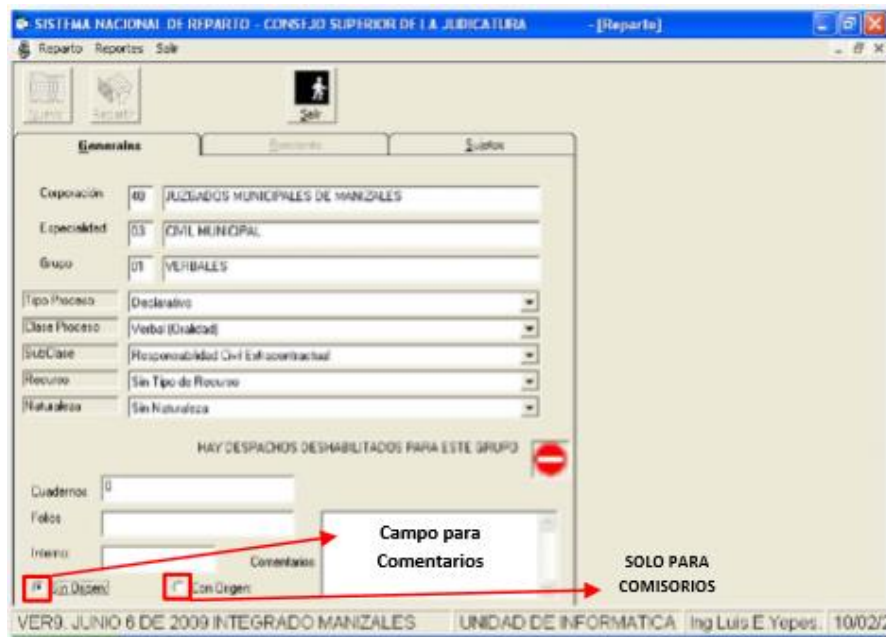 SISTEMA NACIONAL DE REPARTO - CONSEJO SUPERIOR DE LA JUDICATURA - [Reparto]
Reparto Reportes Salir
Salir
Generales Sujetos
Corporación 40 JUZGADOS MUNICIPALES DE MANIZALES
Especialidad 03 CIVIL MUNICIPAL
Grupo 01 VERBALES
Tipo Proceso Declarativo
Clase Proceso Verbal (Oralidad)
SubClase Responsabilidad Civil Extracontractual
Recurso Sin Tipo de Recurso
Naturaleza Sin Naturaleza
HAY DESPACHOS DESHABILITADOS PARA ESTE GRUPO
Cuadernos 0
Folios
Interno
Comentarios
Campo para
Comentarios
Sin Origen Con Origen
SOLO PARA
COMISORIOS
VER9. JUNIO 6 DE 2009 INTEGRADO MANIZALES UNIDAD DE INFORMATICA Ing Luis E Yepes. 10/02/2